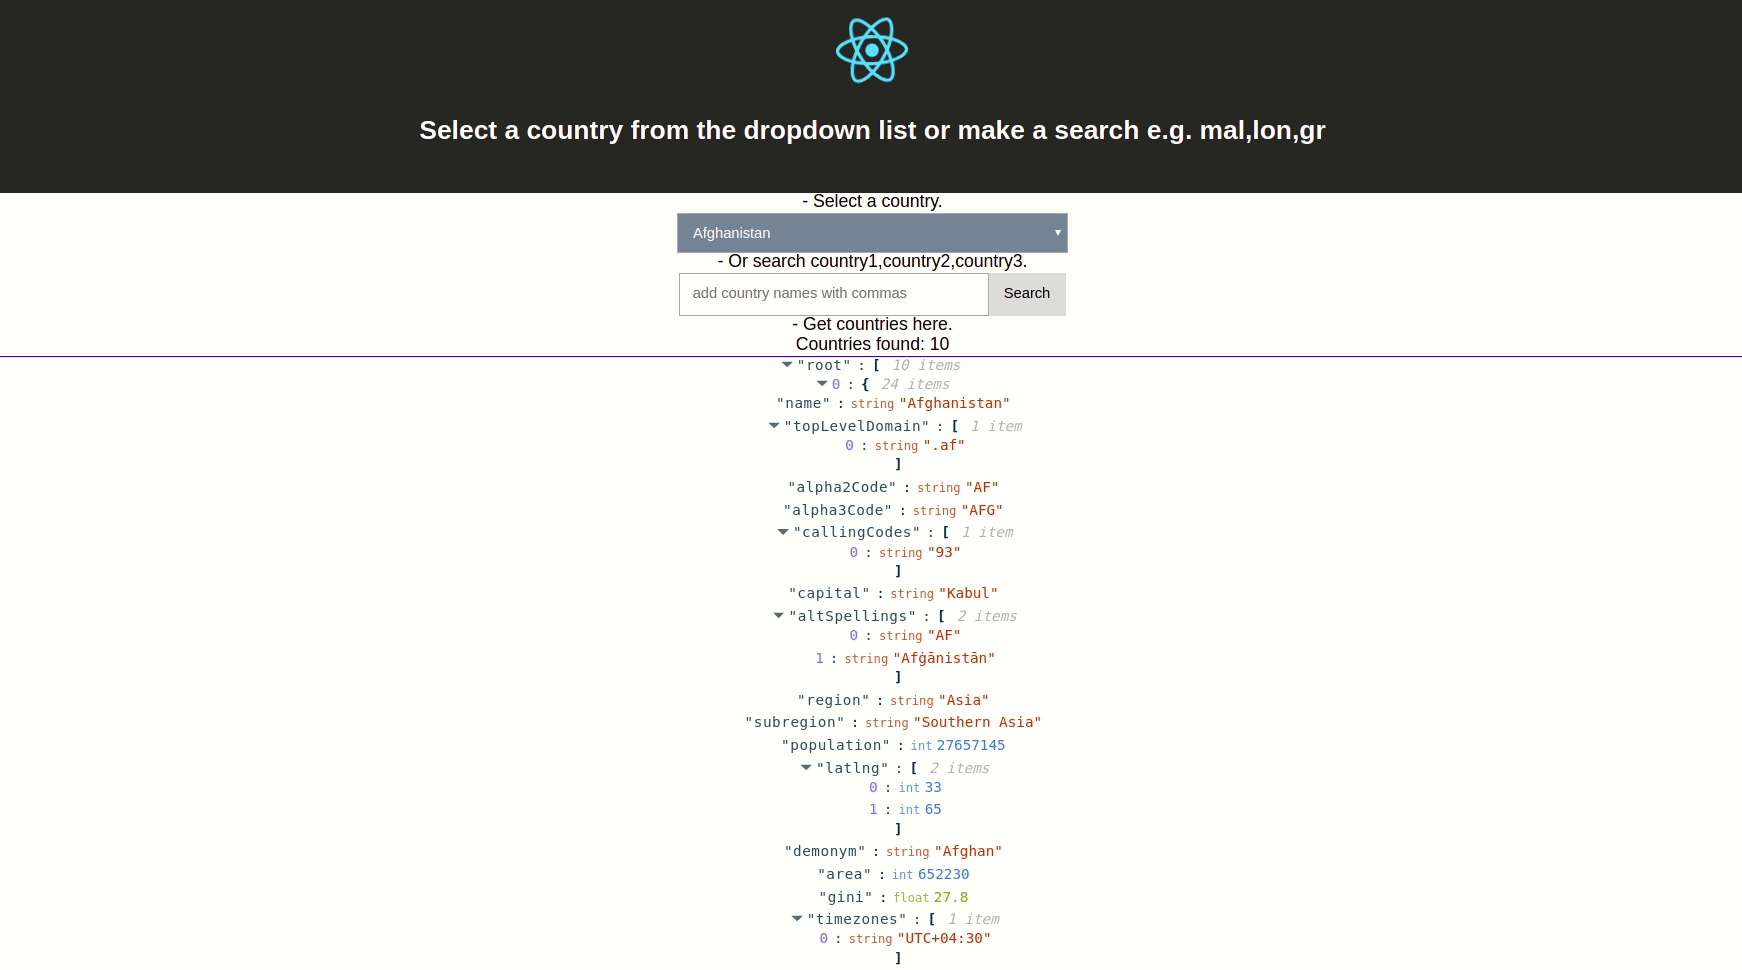 Select a country from the dropdown list or make a search e.g. mal,lon,gr
- Select a country.
Afghanistan
- Or search country1,country2,country3.
add country names with commas Search
- Get countries here.
Countries found: 10
"root" : [ 10 items
0 : { 24 items
"name" : string "Afghanistan"
"topLevelDomain" : [ 1 item
0 : string ".af"
]
"alpha2Code" : string "AF"
"alpha3Code" : string "AFG"
"callingCodes" : [ 1 item
0 : string "93"
]
"capital" : string "Kabul"
"altSpellings" : [ 2 items
0 : string "AF"
1 : string "Afġānistān"
]
"region" : string "Asia"
"subregion" : string "Southern Asia"
"population" : int 27657145
"latlng" : [ 2 items
0 : int 33
1 : int 65
]
"demonym" : string "Afghan"
"area" : int 652230
"gini" : float 27.8
"timezones" : [ 1 item
0 : string "UTC+04:30"
]